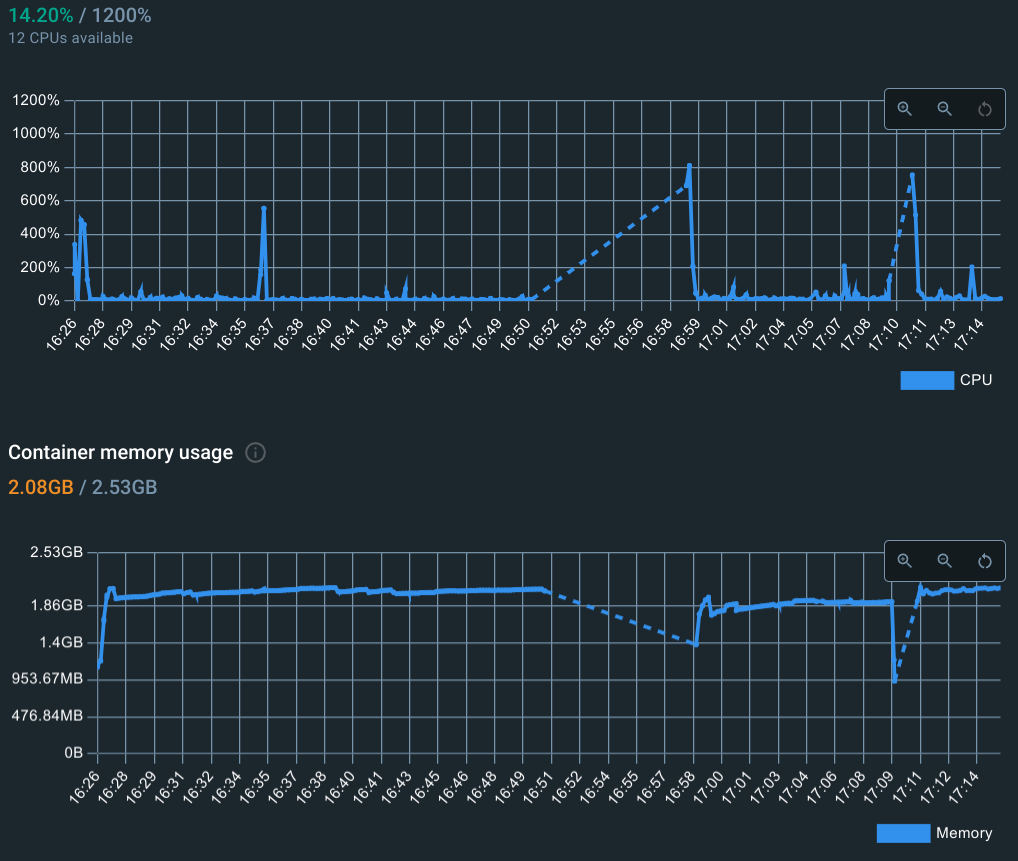 14.20% / 1200%
12 CPUs available
1200%
1000%
800%
600%
400%
200%
0%
16:26 16:28 16:29 16:31 16:32 16:34 16:35 16:37 16:38 16:40 16:41 16:43 16:44 16:46 16:47 16:49 16:50 16:52 16:53 16:55 16:56 16:58 16:59 17:01 17:02 17:04 17:05 17:07 17:08 17:10 17:11 17:13 17:14
CPU
Container memory usage
2.08GB / 2.53GB
2.53GB
1.86GB
1.4GB
953.67MB
476.84MB
0B
16:26 16:28 16:29 16:31 16:32 16:34 16:35 16:37 16:38 16:40 16:41 16:43 16:45 16:46 16:48 16:49 16:51 16:52 16:54 16:55 16:57 16:58 17:00 17:01 17:03 17:04 17:06 17:08 17:09 17:11 17:12 17:14
Memory